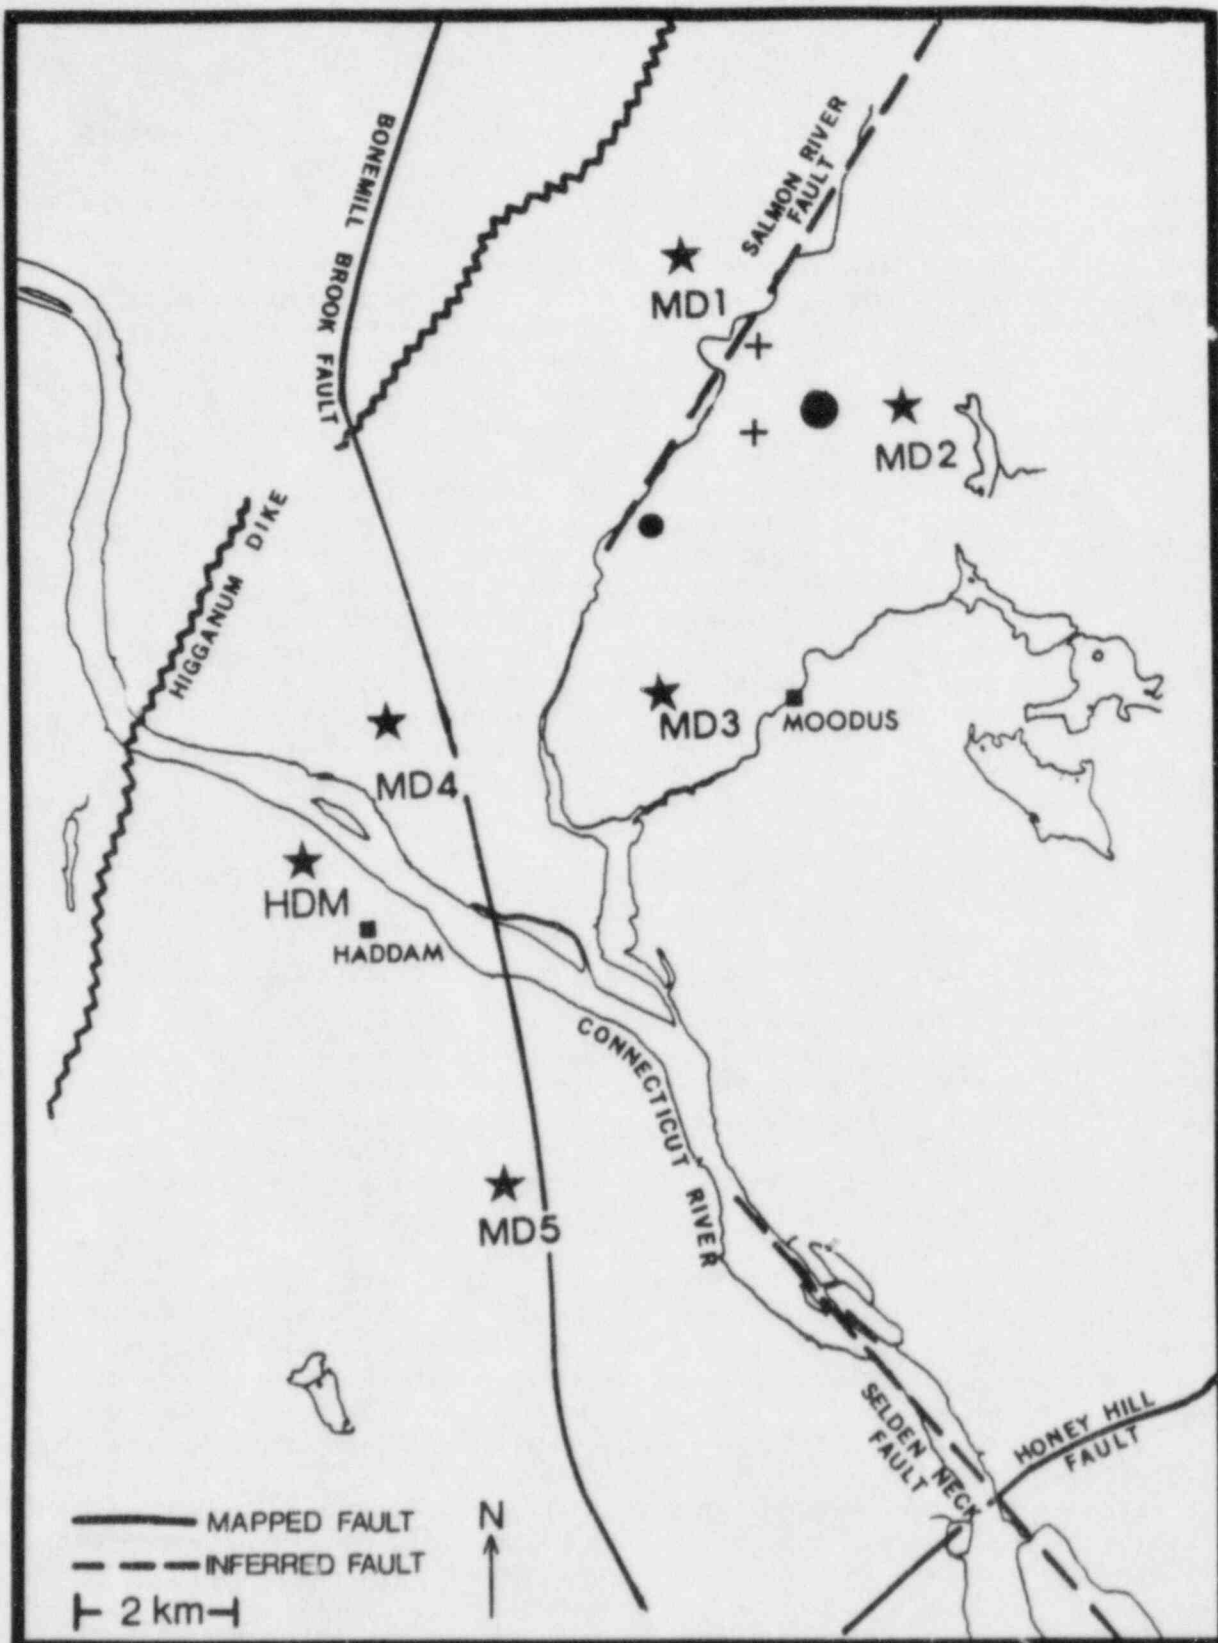 BONEMILL BROOK FAULT
SALMON RIVER
FAULT
MD1
MD2
HIGGANUM DIKE
MD3
MOODUS
MD4
HDM
HADDAM
CONNECTICUT RIVER
MD5
SELDEN NECK
FAULT
HONEY HILL
FAULT
MAPPED FAULT
INFERRED FAULT
2 km
N